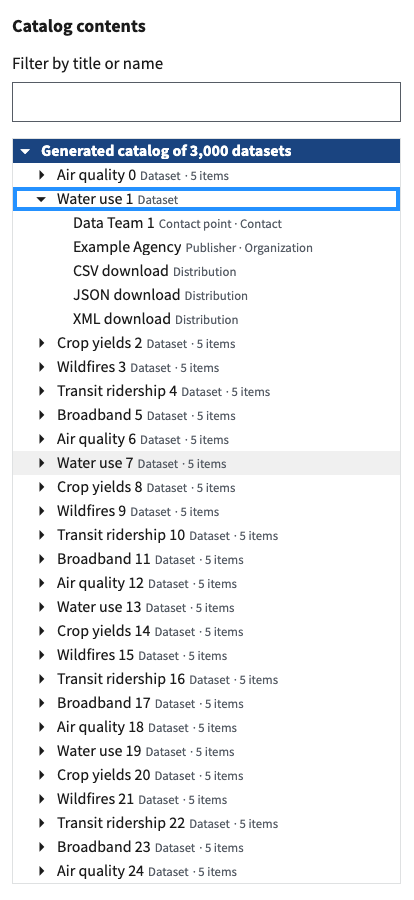 Catalog contents
Filter by title or name
Generated catalog of 3,000 datasets
Air quality 0 Dataset · 5 items
Water use 1 Dataset
Data Team 1 Contact point · Contact
Example Agency Publisher · Organization
CSV download Distribution
JSON download Distribution
XML download Distribution
Crop yields 2 Dataset · 5 items
Wildfires 3 Dataset · 5 items
Transit ridership 4 Dataset · 5 items
Broadband 5 Dataset · 5 items
Air quality 6 Dataset · 5 items
Water use 7 Dataset · 5 items
Crop yields 8 Dataset · 5 items
Wildfires 9 Dataset · 5 items
Transit ridership 10 Dataset · 5 items
Broadband 11 Dataset · 5 items
Air quality 12 Dataset · 5 items
Water use 13 Dataset · 5 items
Crop yields 14 Dataset · 5 items
Wildfires 15 Dataset · 5 items
Transit ridership 16 Dataset · 5 items
Broadband 17 Dataset · 5 items
Air quality 18 Dataset · 5 items
Water use 19 Dataset · 5 items
Crop yields 20 Dataset · 5 items
Wildfires 21 Dataset · 5 items
Transit ridership 22 Dataset · 5 items
Broadband 23 Dataset · 5 items
Air quality 24 Dataset · 5 items